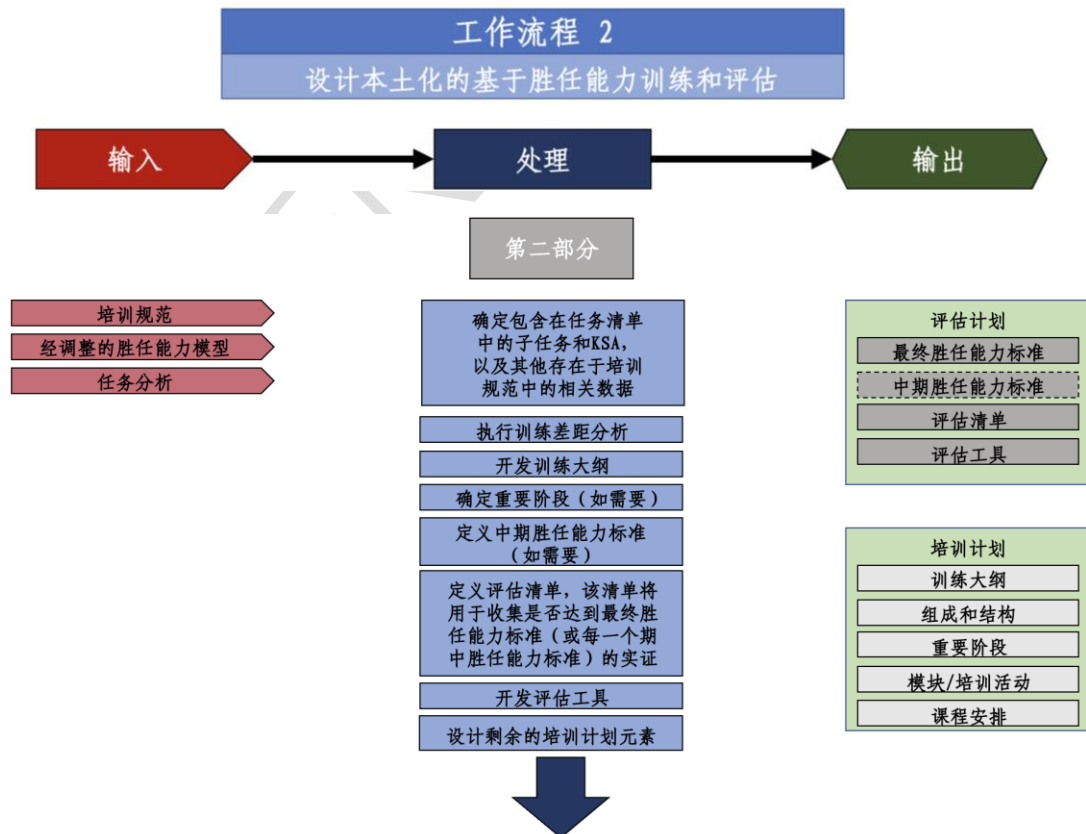 工作流程 2
设计本土化的基于胜任能力训练和评估
输入
处理
输出
第二部分
培训规范
经调整的胜任能力模型
任务分析
确定包含在任务清单
中的子任务和KSA,
以及其他存在于培训
规范中的相关数据
执行训练差距分析
开发训练大纲
确定重要阶段（如需要）
定义中期胜任能力标准
（如需要）
定义评估清单，该清单将
用于收集是否达到最终胜
任能力标准（或每一个期
中胜任能力标准）的实证
开发评估工具
设计剩余的培训计划元素
评估计划
最终胜任能力标准
中期胜任能力标准
评估清单
评估工具
培训计划
训练大纲
组成和结构
重要阶段
模块/培训活动
课程安排